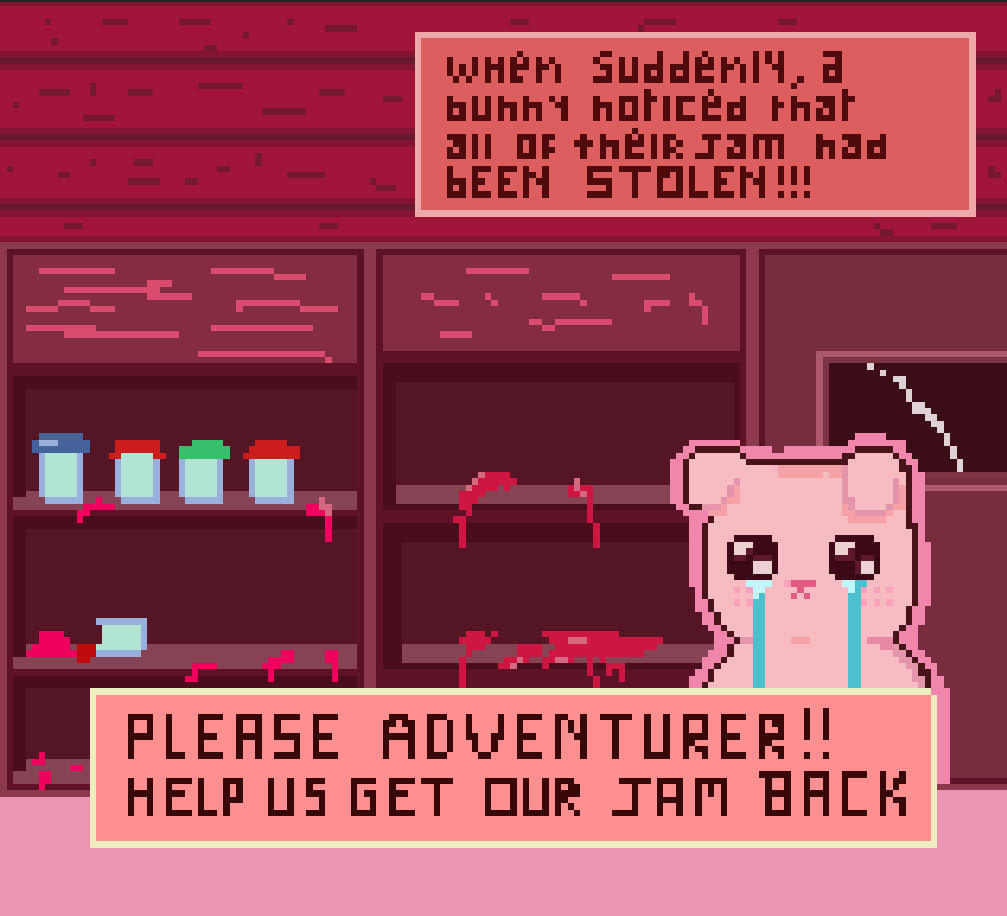 wHen Suddenly, a
bunny noticed that
all of theiR Jam had
bEEN STOLEN!!!
PLEASE ADVENTURER!!
HELP US GET OUR JAM BACK